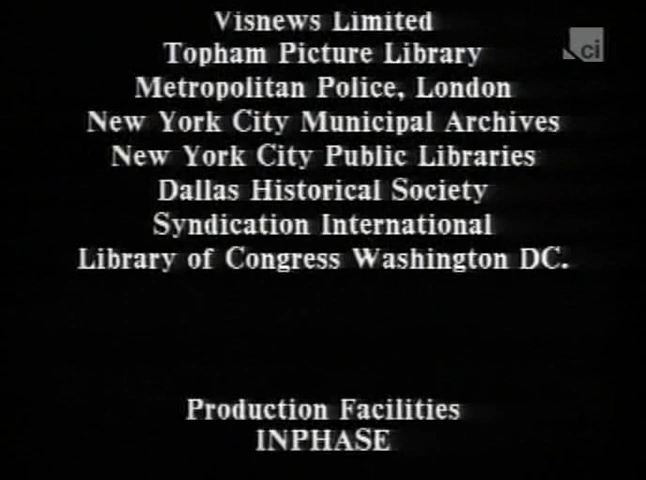 Visnews Limited
Topham Picture Library
ci
Metropolitan Police, London
New York City Municipal Archives
New York City Public Libraries
Dallas Historical Society
Syndication International
Library of Congress Washington DC.
Production Facilities
INPHASE